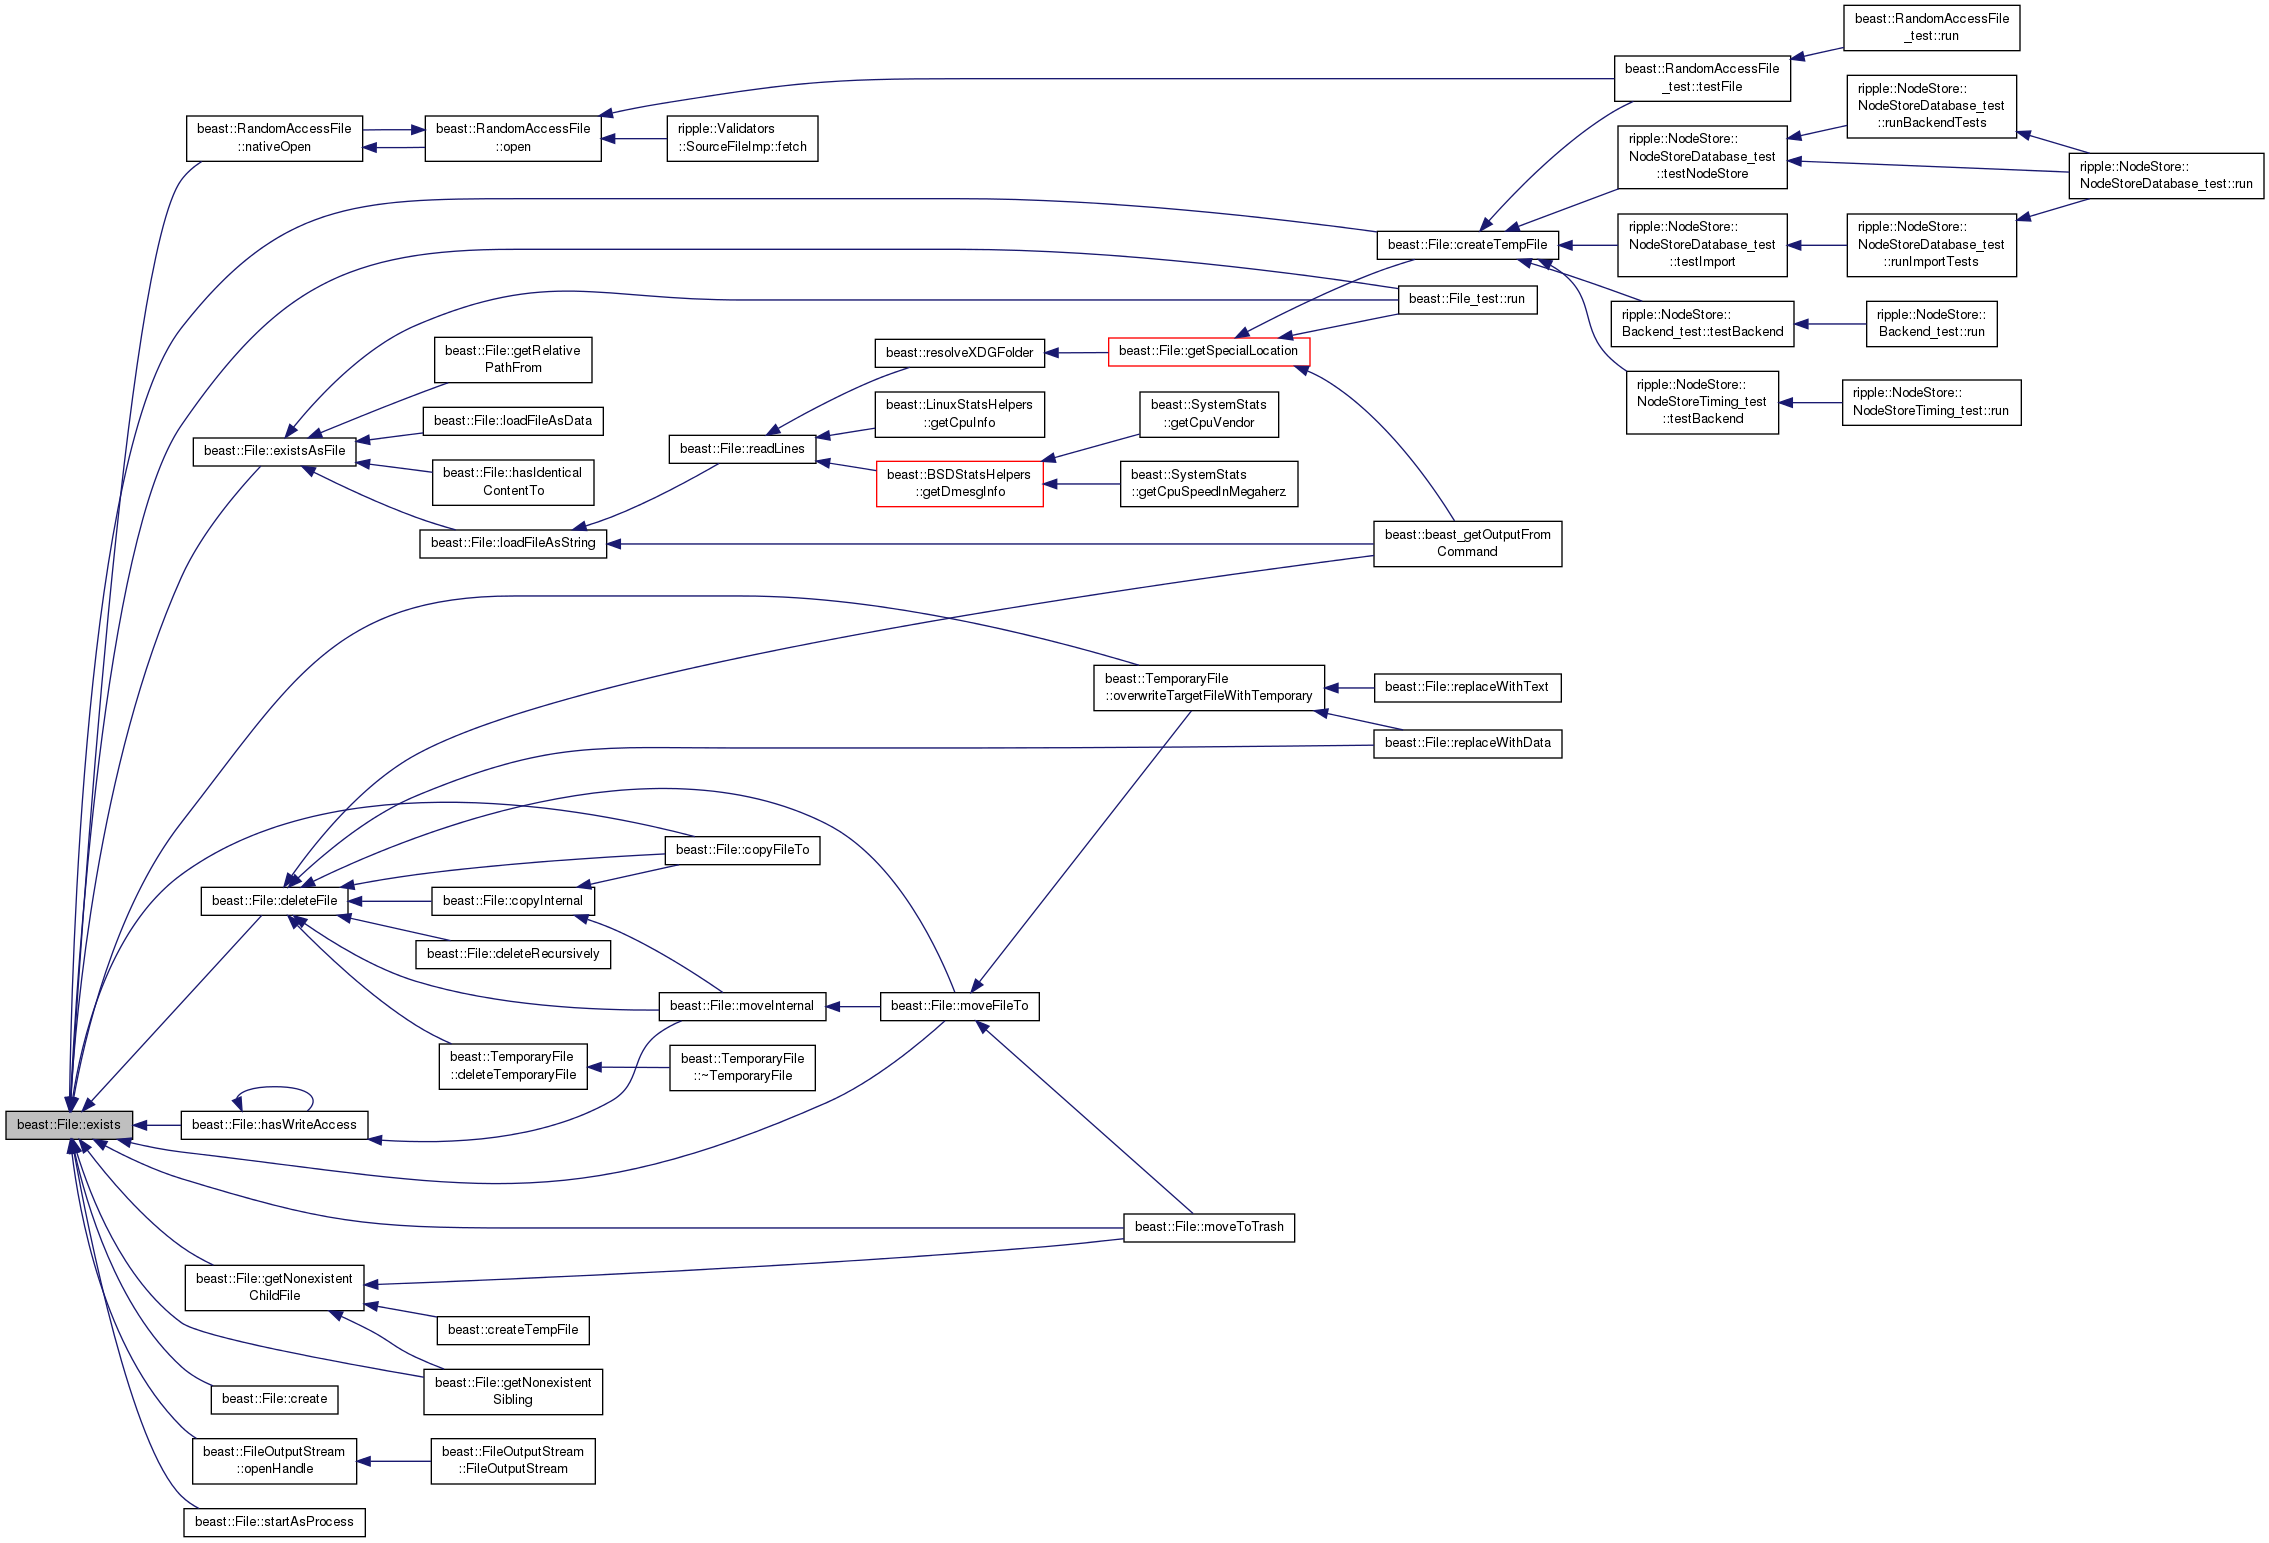 beast::RandomAccessFile
_test::run
beast::RandomAccessFile
_test::testFile
ripple::NodeStore::
NodeStoreDatabase_test
::runBackendTests
beast::RandomAccessFile
::nativeOpen
beast::RandomAccessFile
::open
ripple::Validators
::SourceFileImp::fetch
ripple::NodeStore::
NodeStoreDatabase_test
::testNodeStore
ripple::NodeStore::
NodeStoreDatabase_test::run
beast::File::createTempFile
ripple::NodeStore::
NodeStoreDatabase_test
::testImport
ripple::NodeStore::
NodeStoreDatabase_test
::runImportTests
beast::File_test::run
ripple::NodeStore::
Backend_test::testBackend
ripple::NodeStore::
Backend_test::run
beast::File::getRelative
PathFrom
beast::resolveXDGFolder
beast::File::getSpecialLocation
ripple::NodeStore::
NodeStoreTiming_test
::testBackend
ripple::NodeStore::
NodeStoreTiming_test::run
beast::File::loadFileAsData
beast::LinuxStatsHelpers
::getCpuInfo
beast::SystemStats
::getCpuVendor
beast::File::existsAsFile
beast::File::readLines
beast::File::hasIdentical
ContentTo
beast::BSDStatsHelpers
::getDmesgInfo
beast::SystemStats
::getCpuSpeedInMegaherz
beast::File::loadFileAsString
beast::beast_getOutputFrom
Command
beast::TemporaryFile
::overwriteTargetFileWithTemporary
beast::File::replaceWithText
beast::File::replaceWithData
beast::File::copyFileTo
beast::File::deleteFile
beast::File::copyInternal
beast::File::deleteRecursively
beast::File::moveInternal
beast::File::moveFileTo
beast::TemporaryFile
::deleteTemporaryFile
beast::TemporaryFile
::~TemporaryFile
beast::File::exists
beast::File::hasWriteAccess
beast::File::moveToTrash
beast::File::getNonexistent
ChildFile
beast::createTempFile
beast::File::getNonexistent
Sibling
beast::File::create
beast::FileOutputStream
::openHandle
beast::FileOutputStream
::FileOutputStream
beast::File::startAsProcess